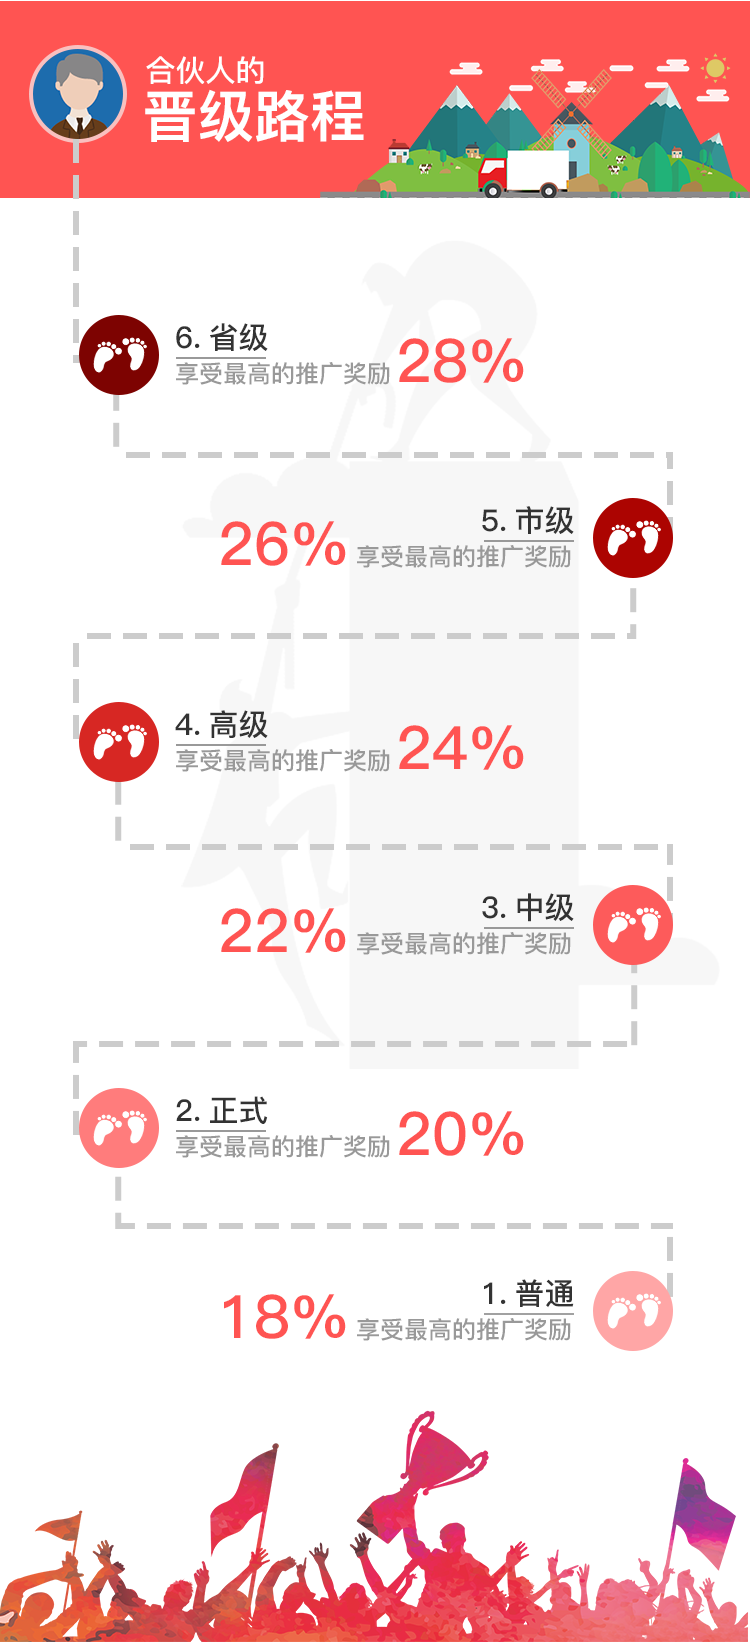 合伙人的
晋级路程
6. 省级
享受最高的推广奖励 28%
5. 市级
26% 享受最高的推广奖励
4. 高级
享受最高的推广奖励 24%
3. 中级
22% 享受最高的推广奖励
2. 正式
享受最高的推广奖励 20%
1. 普通
18% 享受最高的推广奖励